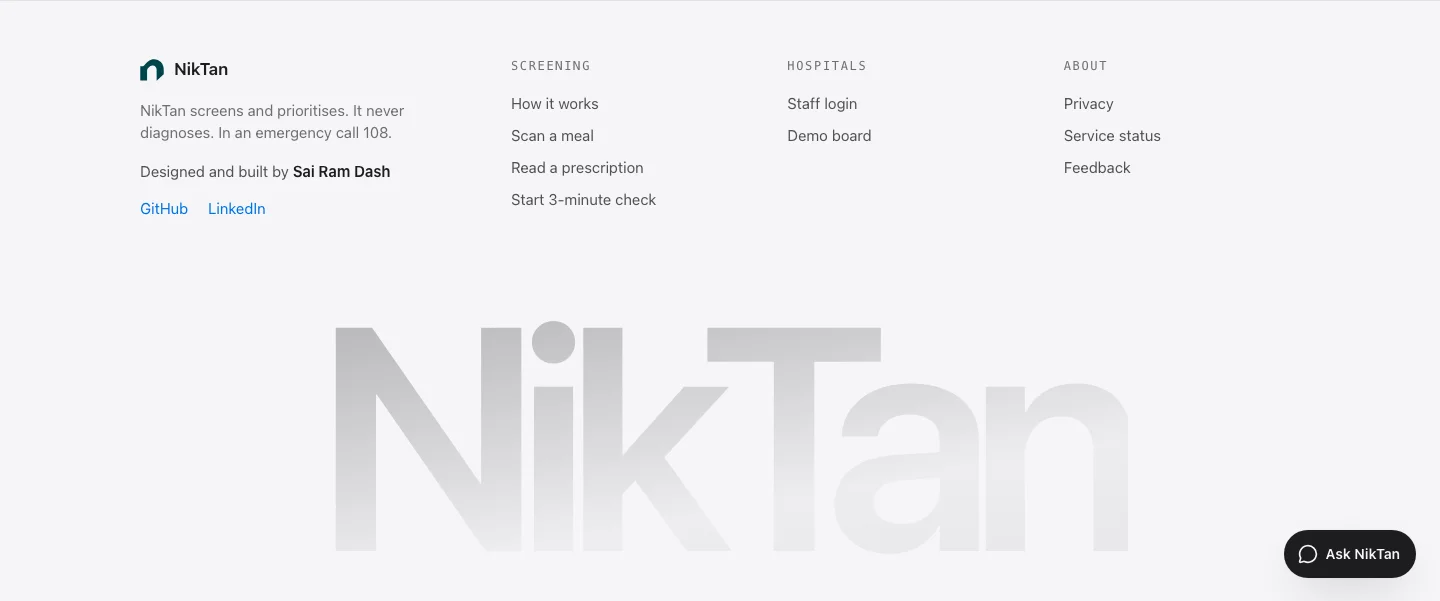 NikTan
NikTan screens and prioritises. It never
diagnoses. In an emergency call 108.
Designed and built by Sai Ram Dash
GitHub LinkedIn
SCREENING
How it works
Scan a meal
Read a prescription
Start 3-minute check
HOSPITALS
Staff login
Demo board
ABOUT
Privacy
Service status
Feedback
NikTan
Ask NikTan